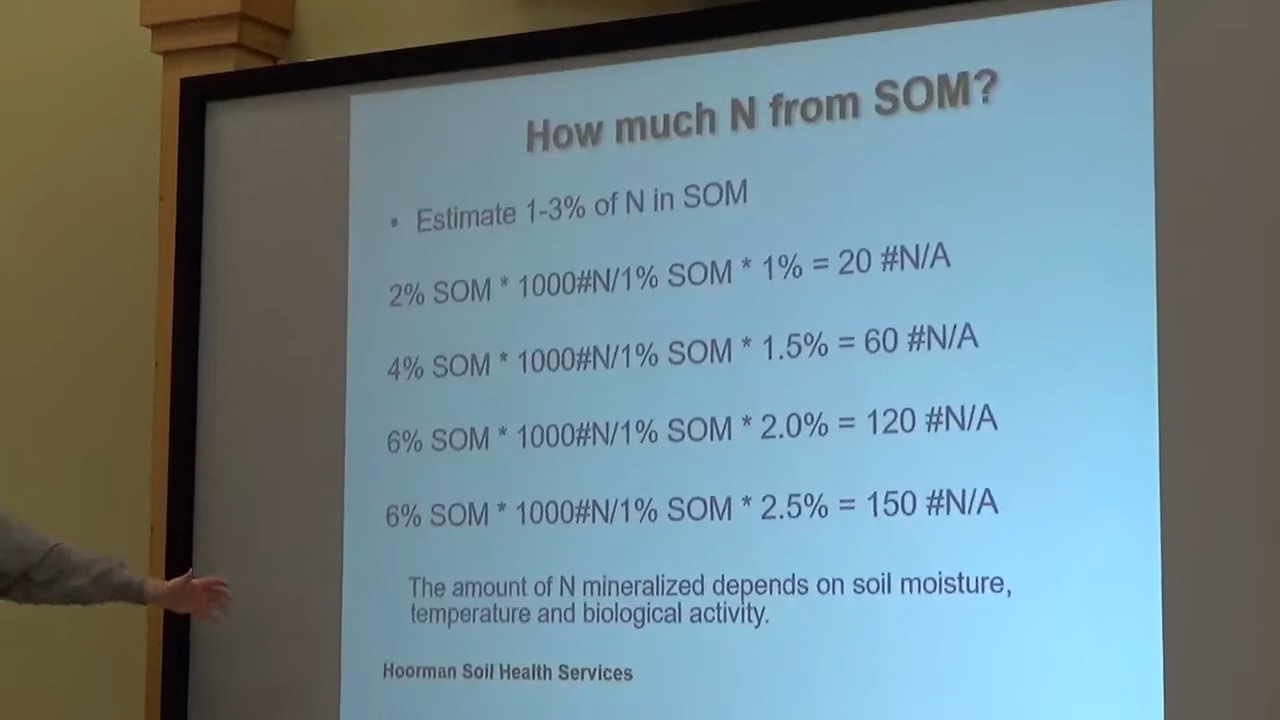 How much N from SOM?
• Estimate 1-3% of N in SOM
2% SOM * 1000#N/1% SOM * 1% = 20 #N/A
4% SOM * 1000#N/1% SOM * 1.5% = 60 #N/A
6% SOM * 1000#N/1% SOM * 2.0% = 120 #N/A
6% SOM * 1000#N/1% SOM * 2.5% = 150 #N/A
The amount of N mineralized depends on soil moisture,
temperature and biological activity.
Hoorman Soil Health Services